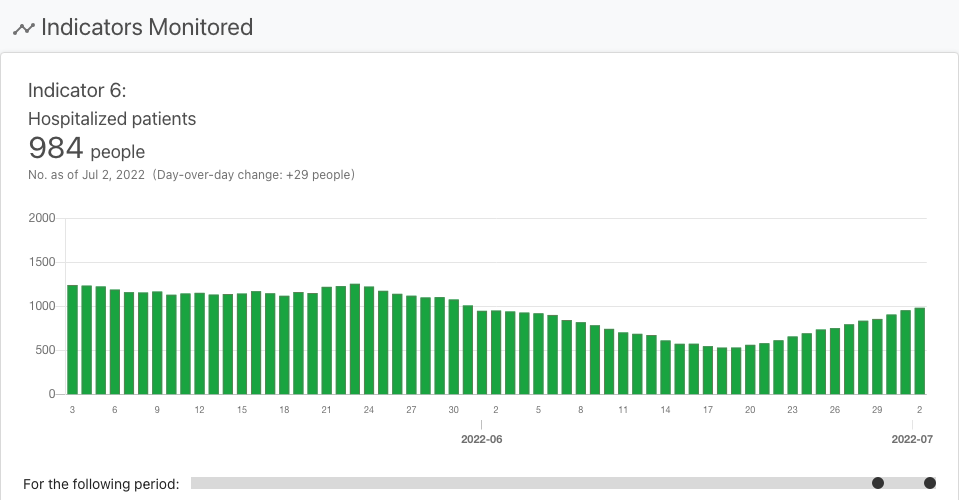 Indicators Monitored
Indicator 6:
Hospitalized patients
984 people
No. as of Jul 2, 2022 (Day-over-day change: +29 people)
2000
1500
1000
500
0
3 6 9 12 15 18 21 24 27 30 2 5 8 11 14 17 20 23 26 29 2
2022-06 2022-07
For the following period: